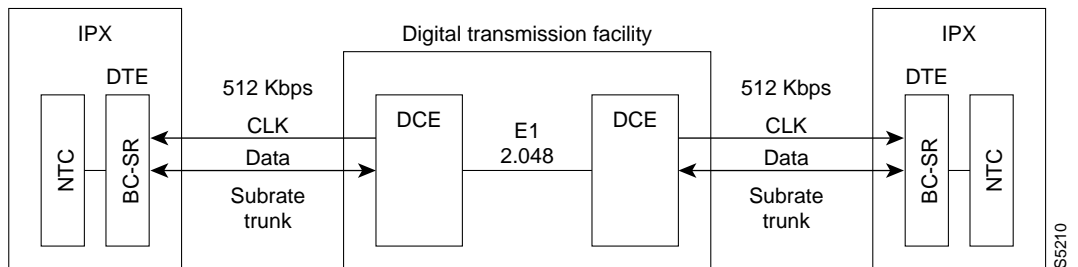 IPX
Digital transmission facility
IPX
DTE
512 Kbps
512 Kbps
DTE
NTC
BC-SR
CLK
Data
Subrate
trunk
DCE
E1
2.048
DCE
CLK
Data
Subrate
trunk
BC-SR
NTC
S5210